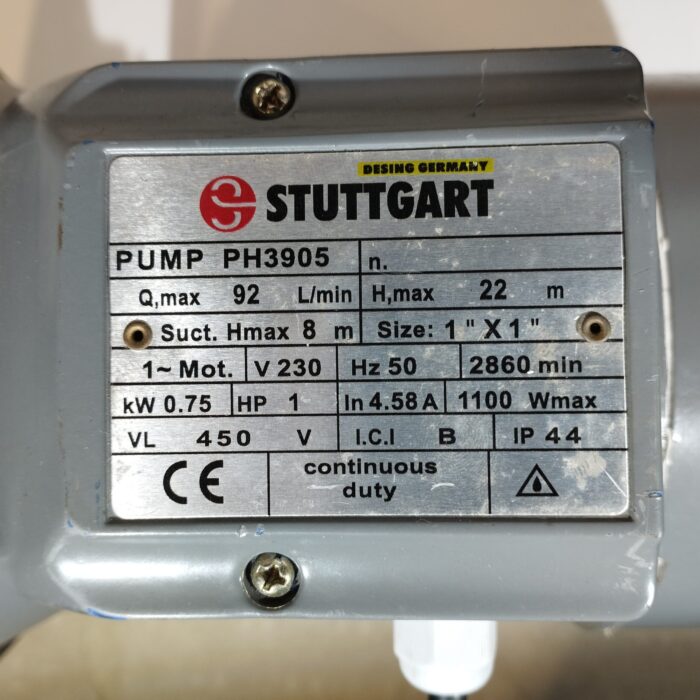 DESING GERMANY
STUTTGART
PUMP PH3905 n.
Q,max 92 L/min H,max 22 m
Suct. Hmax 8 m Size: 1 " X 1 "
1~ Mot. V 230 Hz 50 2860 min
kW 0.75 HP 1 In 4.58 A 1100 Wmax
VL 450 V I.C.I B IP 44
CE continuous
duty